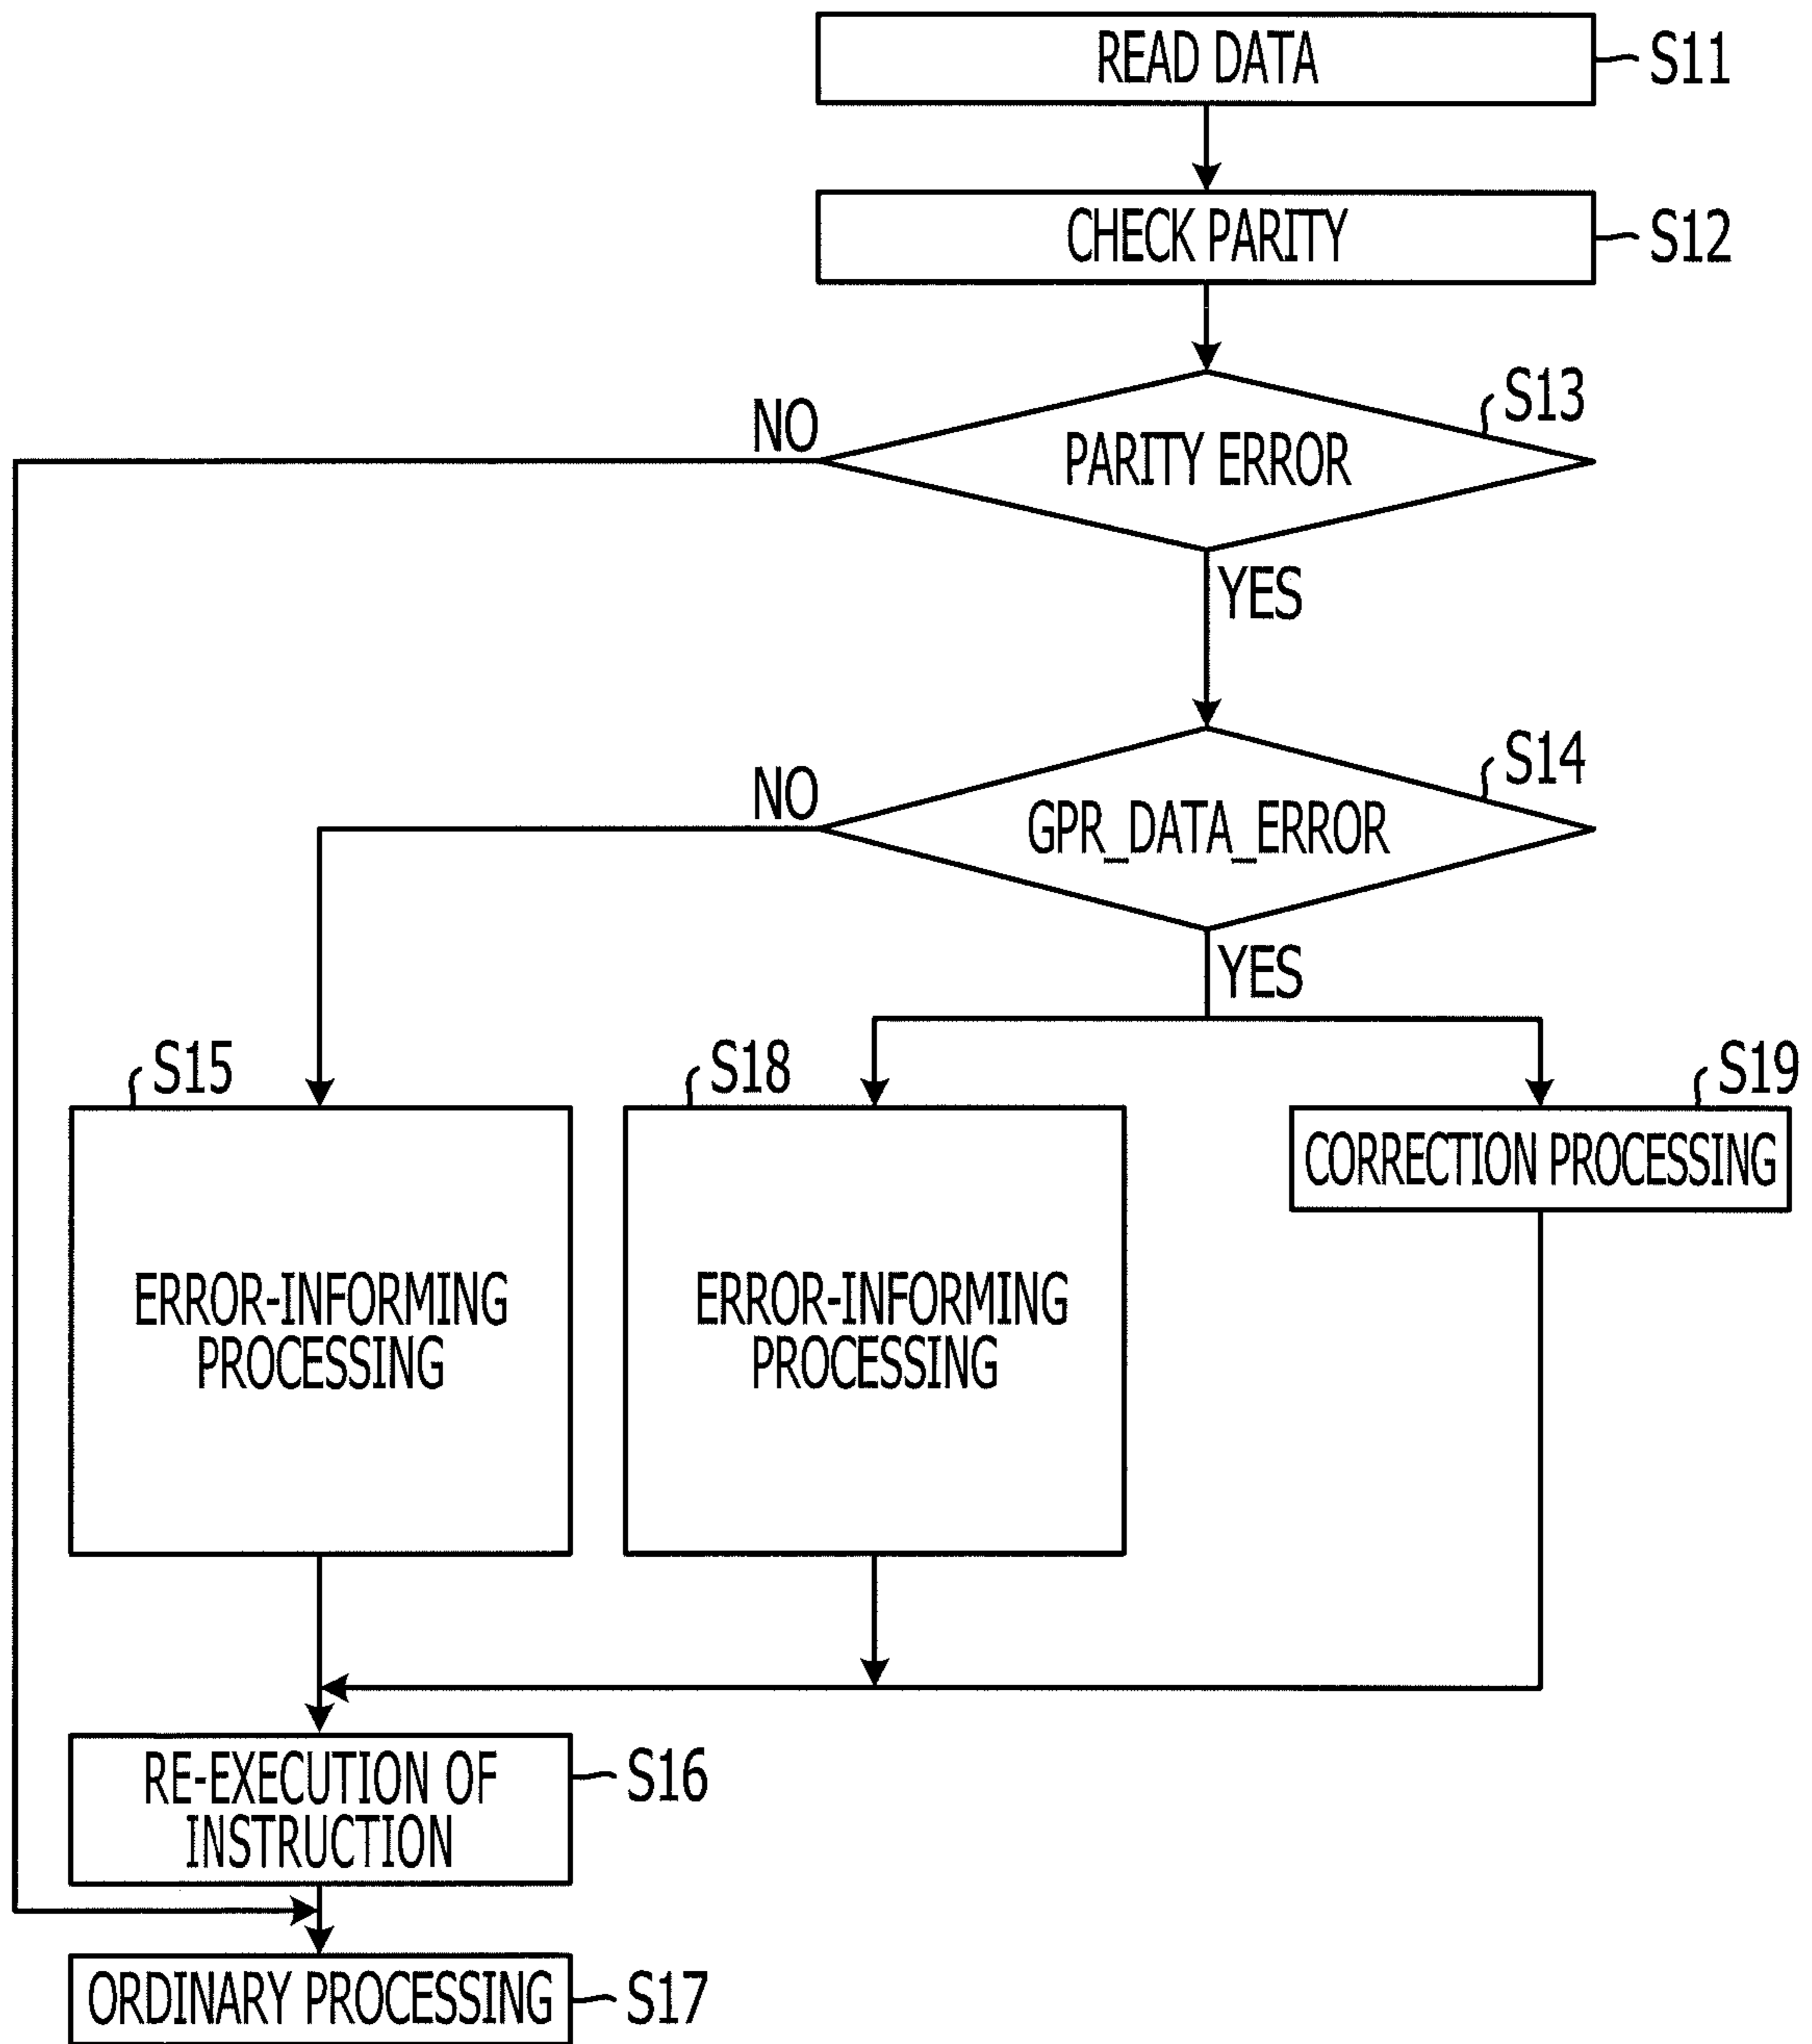 READ DATA
S11
CHECK PARITY
S12
S13
NO
PARITY ERROR
YES
S14
NO
GPR_DATA_ERROR
YES
S15
S18
S19
CORRECTION PROCESSING
ERROR-INFORMING
PROCESSING
ERROR-INFORMING
PROCESSING
RE-EXECUTION OF
INSTRUCTION
S16
ORDINARY PROCESSING
S17